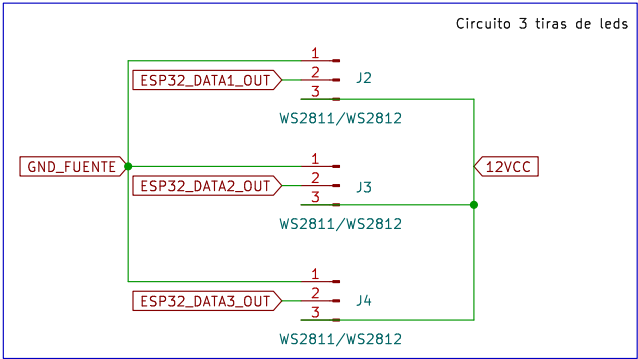 Circuito 3 tiras de leds
1
ESP32_DATA1_OUT 2 J2
3
WS2811/WS2812
1
GND_FUENTE 12VCC
ESP32_DATA2_OUT 2 J3
3
WS2811/WS2812
1
ESP32_DATA3_OUT 2 J4
3
WS2811/WS2812